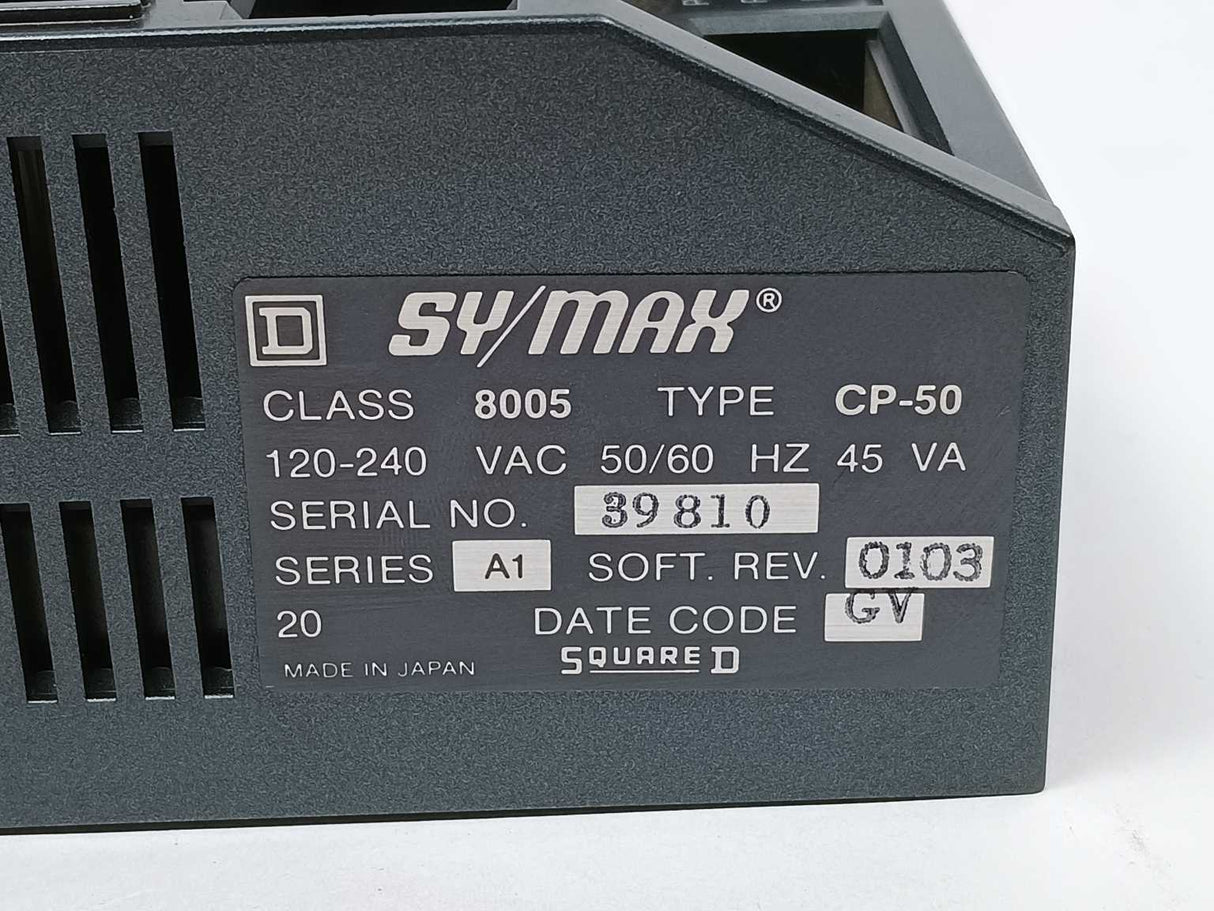 D SY/MAX®
CLASS 8005 TYPE CP-50
120-240 VAC 50/60 HZ 45 VA
SERIAL NO. 39810
SERIES A1 SOFT. REV. 0103
20 DATE CODE GV
MADE IN JAPAN SQUARE D